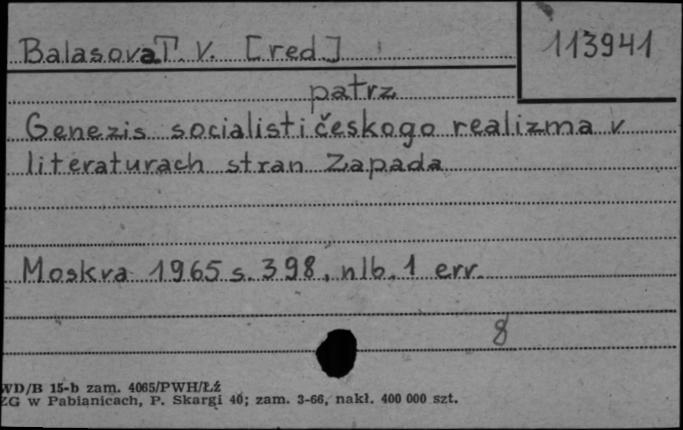 Balasova T. V. [red.]
113941
patrz
Genezis socialističeskogo realizma v
literaturach stran Zapada
Moskva 1965 s. 398, nlb. 1 err.
8
WD/B 15-b zam. 4065/PWH/Łź
ZG w Pabianicach, P. Skargi 40; zam. 3-66, nakł. 400 000 szt.